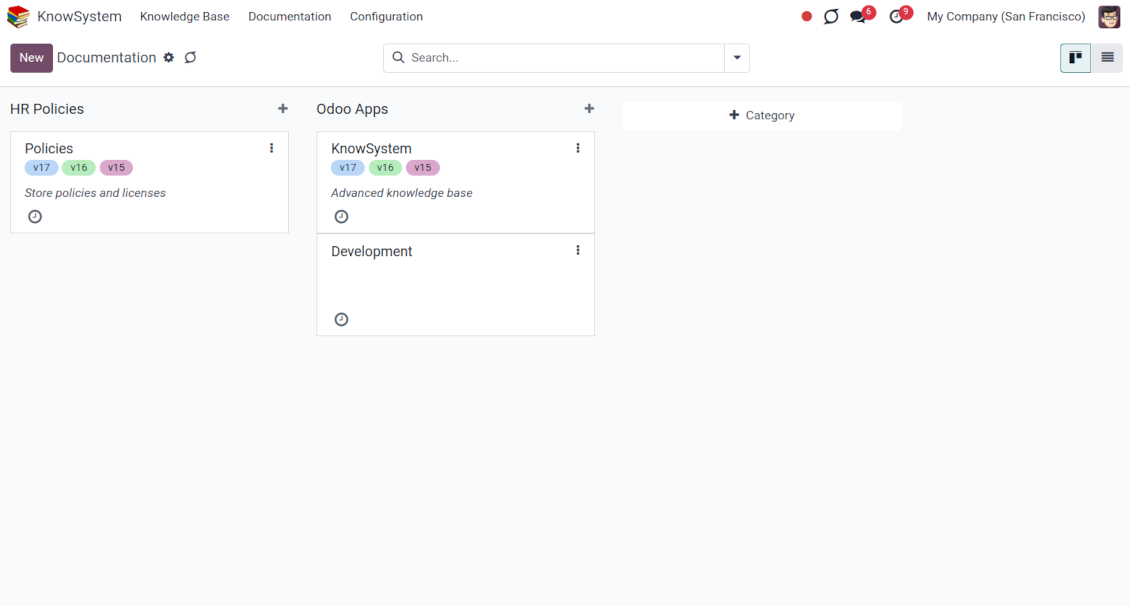 KnowSystem Knowledge Base Documentation Configuration 6 9 My Company (San Francisco)
New Documentation Search...
HR Policies
Policies
v17 v16 v15
Store policies and licenses
Odoo Apps
KnowSystem
v17 v16 v15
Advanced knowledge base
Development
Category